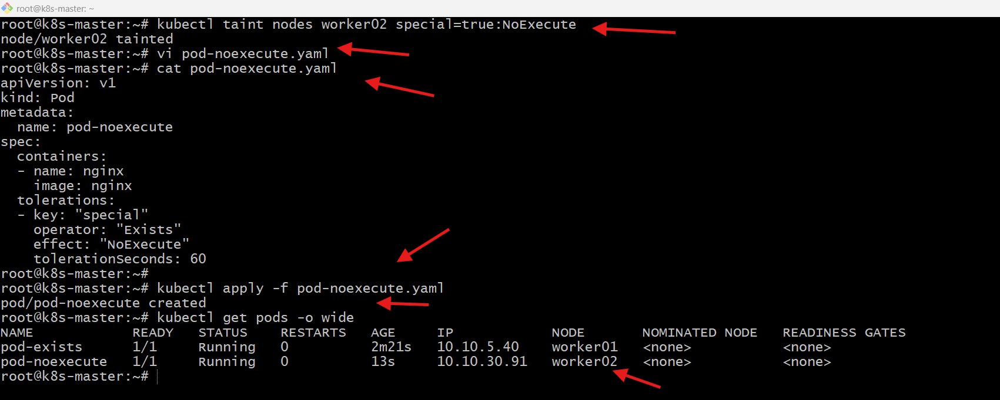 root@k8s-master: ~
root@k8s-master:~# kubectl taint nodes worker02 special=true:NoExecute
node/worker02 tainted
root@k8s-master:~# vi pod-noexecute.yaml
root@k8s-master:~# cat pod-noexecute.yaml
apiVersion: v1
kind: Pod
metadata:
  name: pod-noexecute
spec:
  containers:
  - name: nginx
    image: nginx
  tolerations:
  - key: "special"
    operator: "Exists"
    effect: "NoExecute"
    tolerationSeconds: 60
root@k8s-master:~#
root@k8s-master:~# kubectl apply -f pod-noexecute.yaml
pod/pod-noexecute created
root@k8s-master:~# kubectl get pods -o wide
NAME            READY   STATUS    RESTARTS   AGE     IP            NODE       NOMINATED NODE   READINESS GATES
pod-exists      1/1     Running   0          2m21s   10.10.5.40    worker01   <none>           <none>
pod-noexecute   1/1     Running   0          13s     10.10.30.91   worker02   <none>           <none>
root@k8s-master:~#